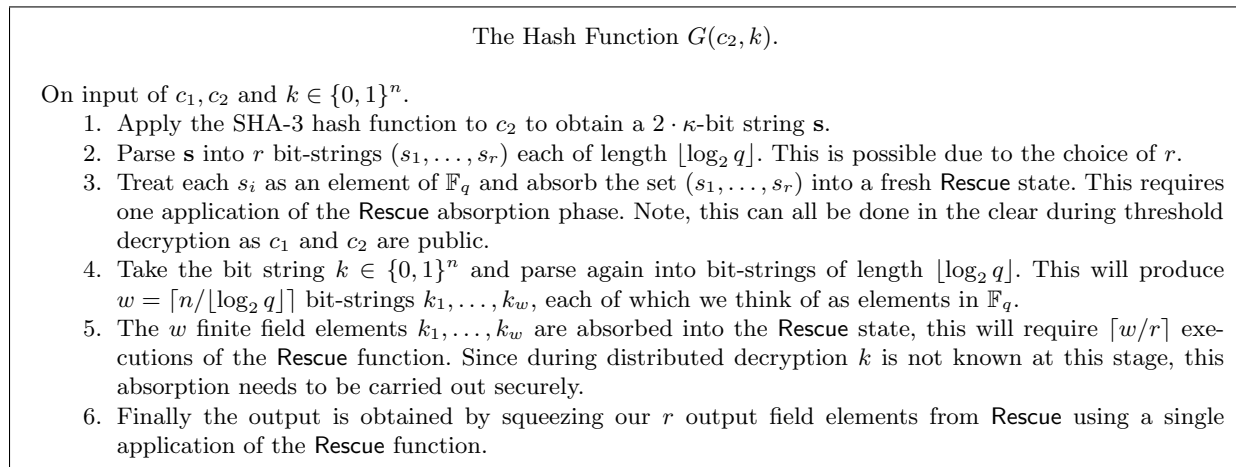 The Hash Function G(c₂, k).
On input of c₁, c₂ and k ∈ {0, 1}ⁿ.
1. Apply the SHA-3 hash function to c₂ to obtain a 2 · κ-bit string s.
2. Parse s into r bit-strings (s₁, . . . , sᵣ) each of length ⌊log₂ q⌋. This is possible due to the choice of r.
3. Treat each sᵢ as an element of 𝔽_q and absorb the set (s₁, . . . , sᵣ) into a fresh Rescue state. This requires
one application of the Rescue absorption phase. Note, this can all be done in the clear during threshold
decryption as c₁ and c₂ are public.
4. Take the bit string k ∈ {0, 1}ⁿ and parse again into bit-strings of length ⌊log₂ q⌋. This will produce
w = ⌈n/⌊log₂ q⌋⌉ bit-strings k₁, . . . , k_w, each of which we think of as elements in 𝔽_q.
5. The w finite field elements k₁, . . . , k_w are absorbed into the Rescue state, this will require ⌈w/r⌉ exe-
cutions of the Rescue function. Since during distributed decryption k is not known at this stage, this
absorption needs to be carried out securely.
6. Finally the output is obtained by squeezing our r output field elements from Rescue using a single
application of the Rescue function.